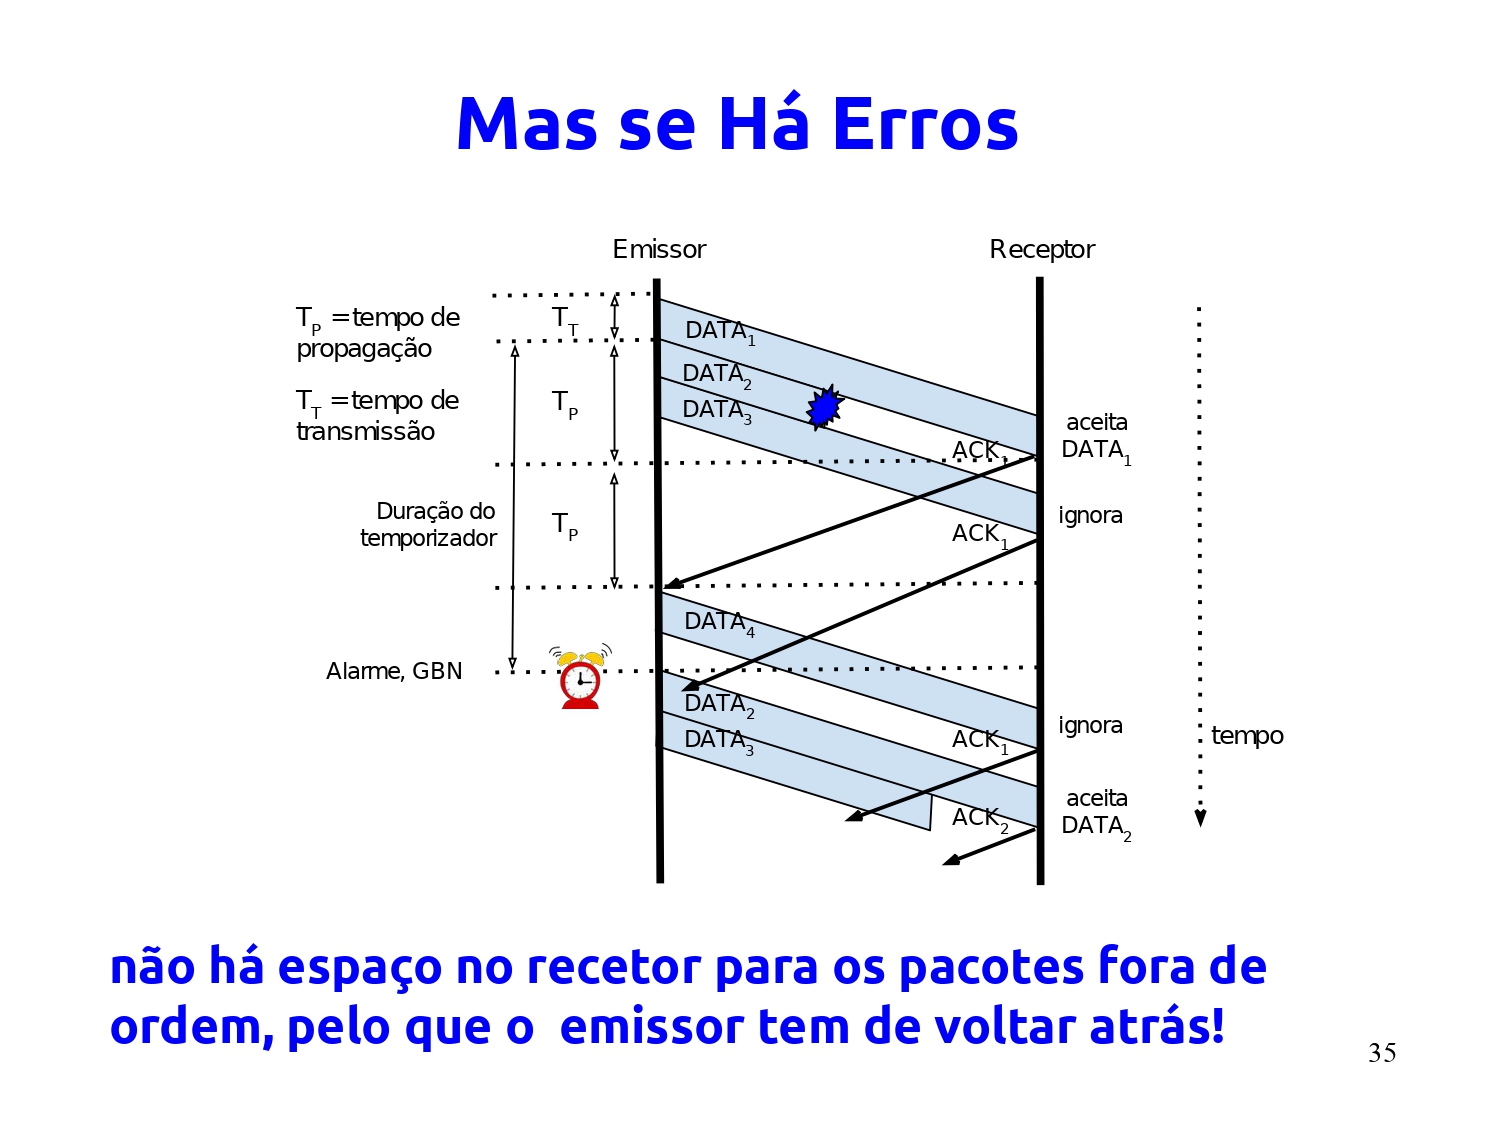 Mas se Há Erros
Emissor
Receptor
T_P = tempo de
propagação
T_T
DATA_1
DATA_2
T_T = tempo de
transmissão
T_P
DATA_3
aceita
DATA_1
ACK_1
Duração do
temporizador
T_P
ignora
ACK_1
DATA_4
Alarme, GBN
DATA_2
DATA_3
ACK_1
ignora
tempo
aceita
DATA_2
ACK_2
não há espaço no recetor para os pacotes fora de
ordem, pelo que o  emissor tem de voltar atrás!
35